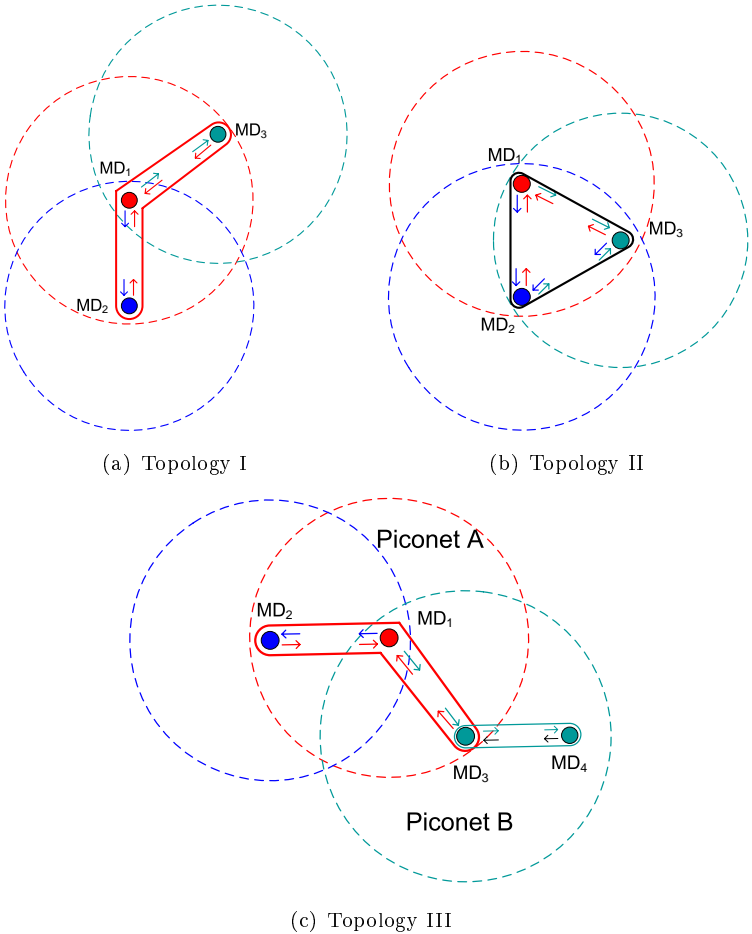 MD₃
MD₁
MD₂
MD₁
MD₃
MD₂
(a) Topology I
(b) Topology II
Piconet A
MD₂
MD₁
MD₃
MD₄
Piconet B
(c) Topology III